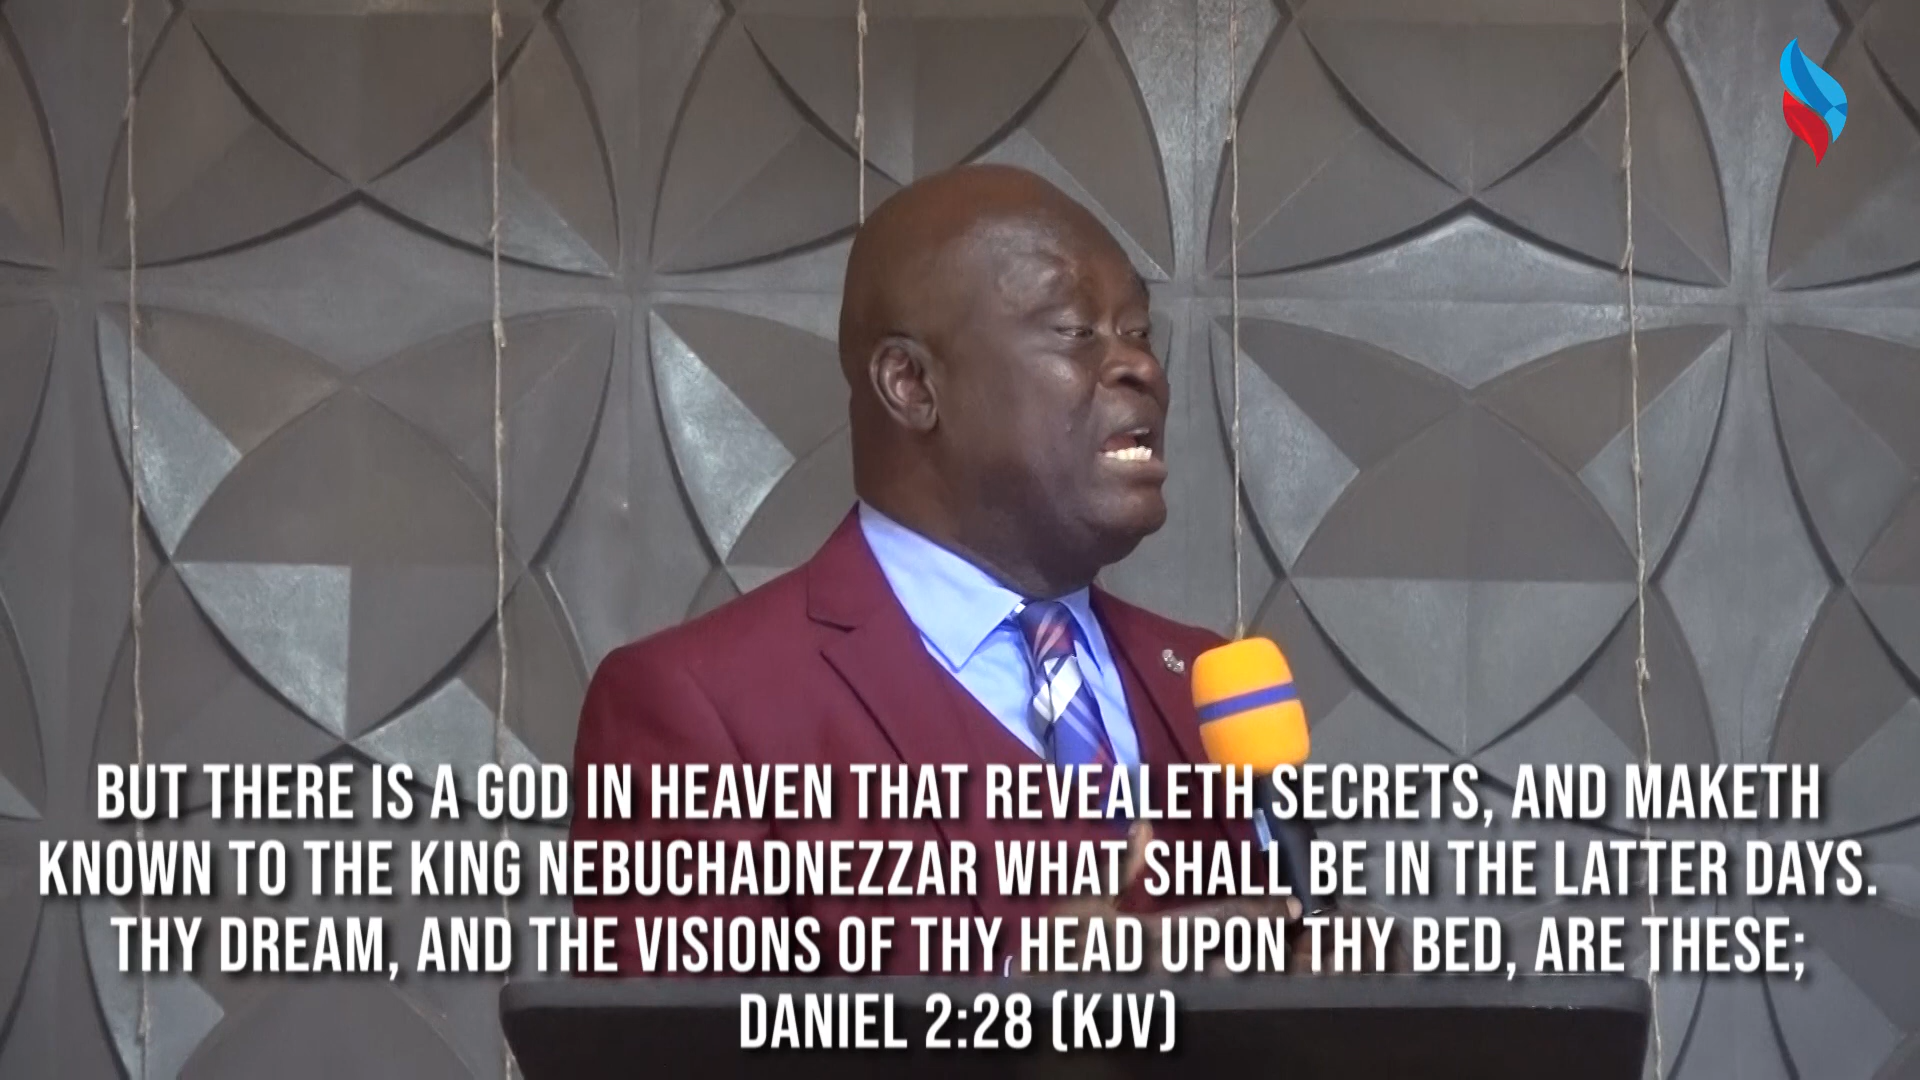 BUT THERE IS A GOD IN HEAVEN THAT REVEALETH SECRETS, AND MAKETH
KNOWN TO THE KING NEBUCHADNEZZAR WHAT SHALL BE IN THE LATTER DAYS.
THY DREAM, AND THE VISIONS OF THY HEAD UPON THY BED, ARE THESE;
DANIEL 2:28 (KJV)